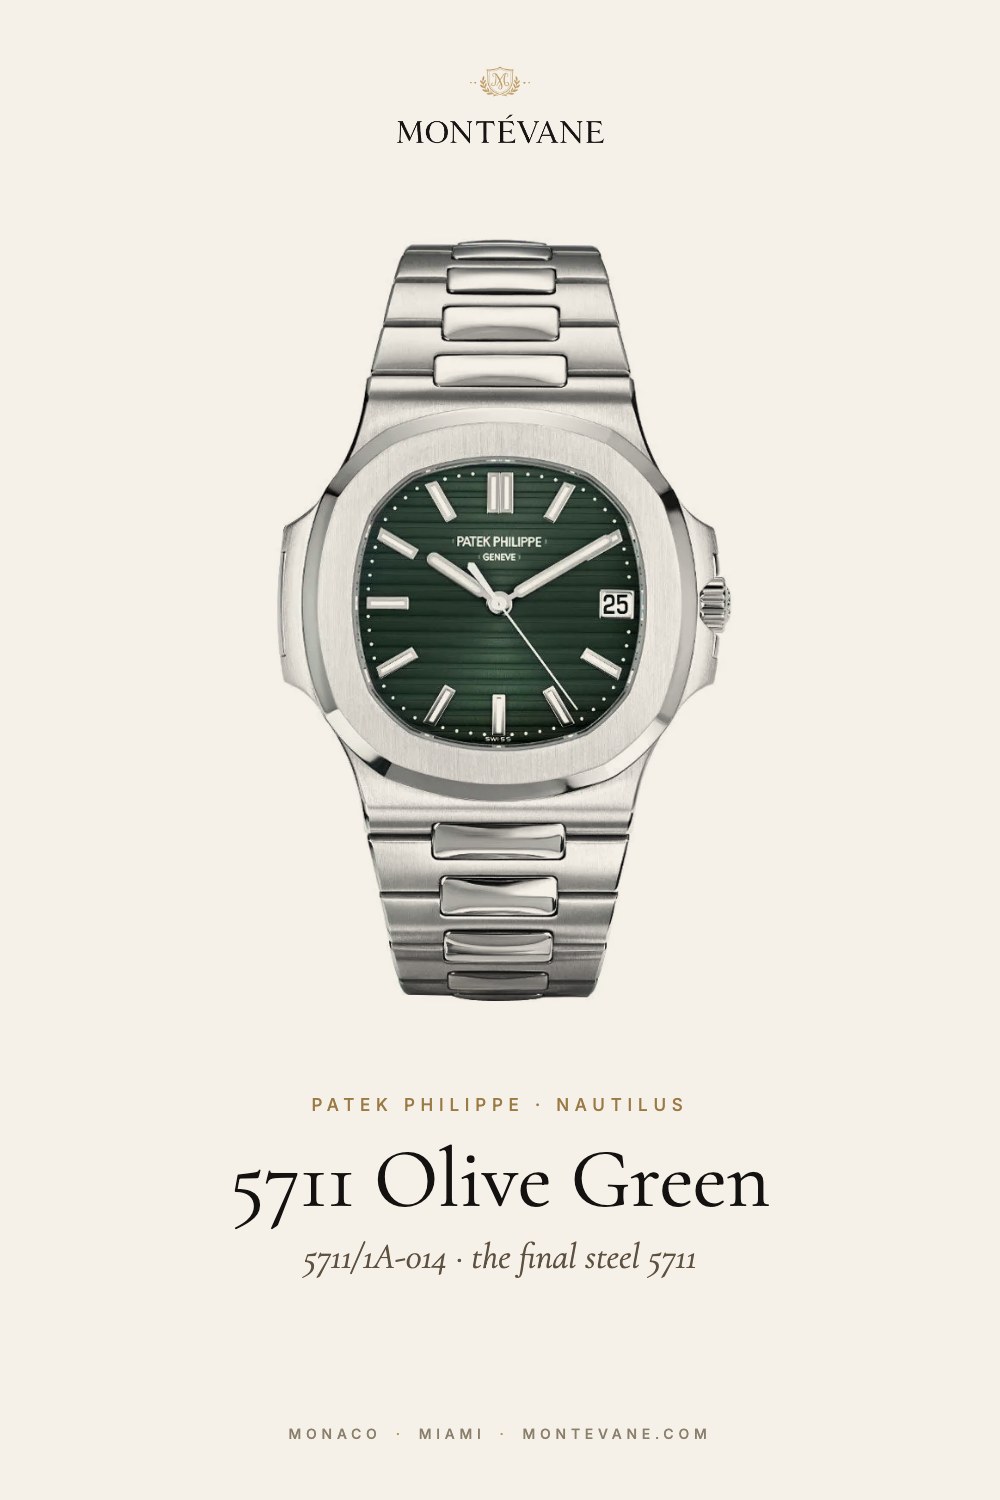 M
MONTÉVANE
PATEK PHILIPPE
GENEVE
25
SWISS
PATEK PHILIPPE · NAUTILUS
5711 Olive Green
5711/1A-014 · the final steel 5711
MONACO · MIAMI · MONTEVANE.COM